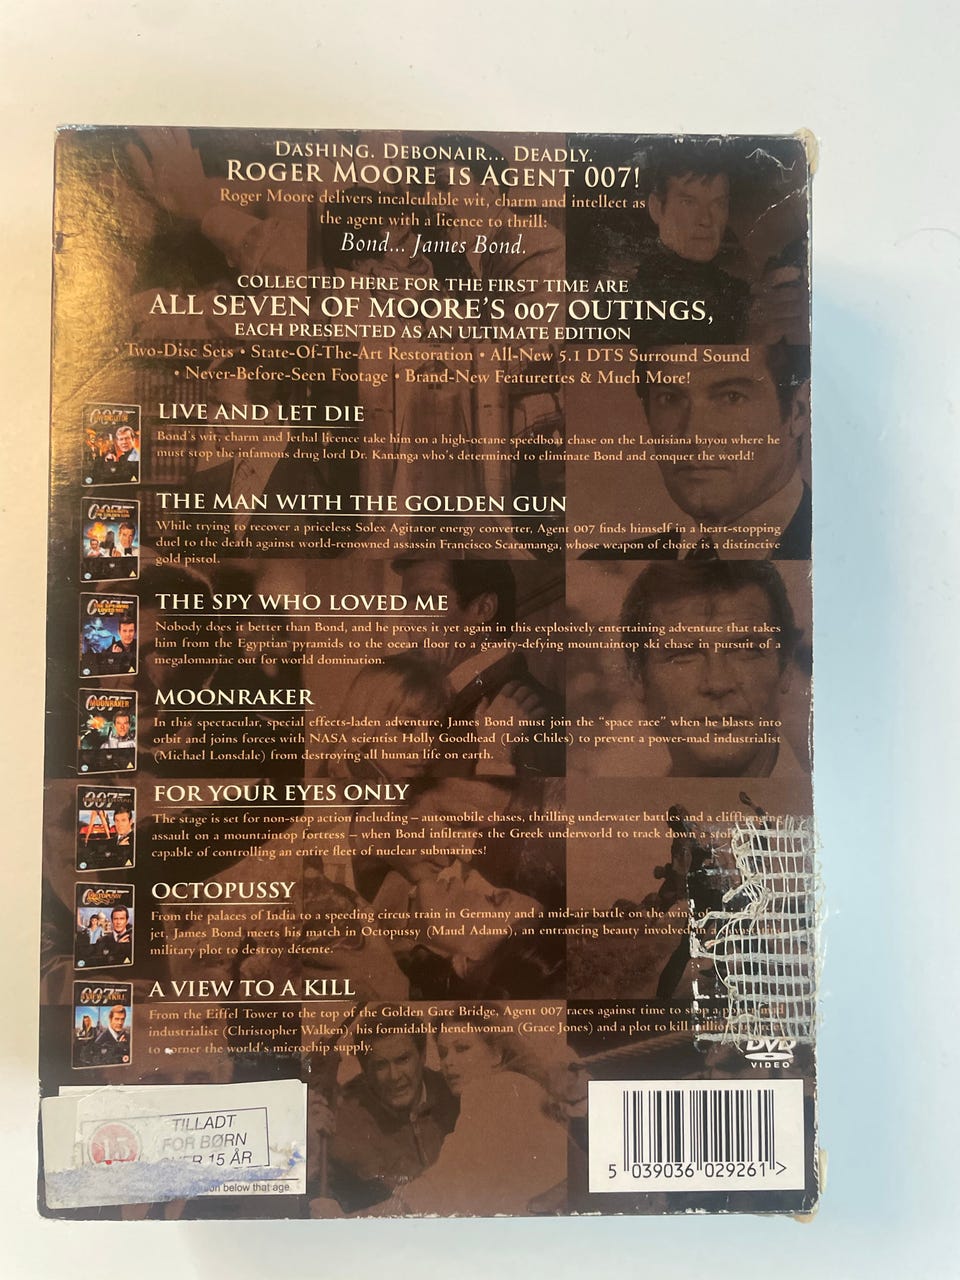 DASHING. DEBONAIR... DEADLY.
ROGER MOORE IS AGENT 007!
Roger Moore delivers incalculable wit, charm and intellect as
the agent with a licence to thrill:
Bond... James Bond.
COLLECTED HERE FOR THE FIRST TIME ARE
ALL SEVEN OF MOORE'S 007 OUTINGS,
EACH PRESENTED AS AN ULTIMATE EDITION
Two-Disc Sets • State-Of-The-Art Restoration • All-New 5.1 DTS Surround Sound
• Never-Before-Seen Footage • Brand-New Featurettes & Much More!
LIVE AND LET DIE
Bond's wit, charm and lethal licence take him on a high-octane speedboat chase on the Louisiana bayou where he
must stop the infamous drug lord Dr. Kananga who's determined to eliminate Bond and conquer the world!
THE MAN WITH THE GOLDEN GUN
While trying to recover a priceless Solex Agitator energy converter, Agent 007 finds himself in a heart-stopping
duel to the death against world-renowned assassin Francisco Scaramanga, whose weapon of choice is a distinctive
gold pistol.
THE SPY WHO LOVED ME
Nobody does it better than Bond, and he proves it yet again in this explosively entertaining adventure that takes
him from the Egyptian pyramids to the ocean floor to a gravity-defying mountaintop ski chase in pursuit of a
megalomaniac out for world domination.
MOONRAKER
In this spectacular, special effects-laden adventure, James Bond must join the "space race" when he blasts into
orbit and joins forces with NASA scientist Holly Goodhead (Lois Chiles) to prevent a power-mad industrialist
(Michael Lonsdale) from destroying all human life on earth.
007
FOR YOUR EYES ONLY
The stage is set for non-stop action including – automobile chases, thrilling underwater battles and a cliffhanging
assault on a mountaintop fortress – when Bond infiltrates the Greek underworld to track down a
capable of controlling an entire fleet of nuclear submarines!
OCTOPUSSY
From the palaces of India to a speeding circus train in Germany and a mid-air battle on the wing of
jet, James Bond meets his match in Octopussy (Maud Adams), an entrancing beauty involved in a
military plot to destroy détente.
007
A VIEW TO A KILL
From the Eiffel Tower to the top of the Golden Gate Bridge, Agent 007 races against time to stop a
industrialist (Christopher Walken), his formidable henchwoman (Grace Jones) and a plot to kill
to corner the world's microchip supply.
DVD
VIDEO
15
TILLADT
FOR BØRN
15 ÅR
below that age
5 039036 029261 >